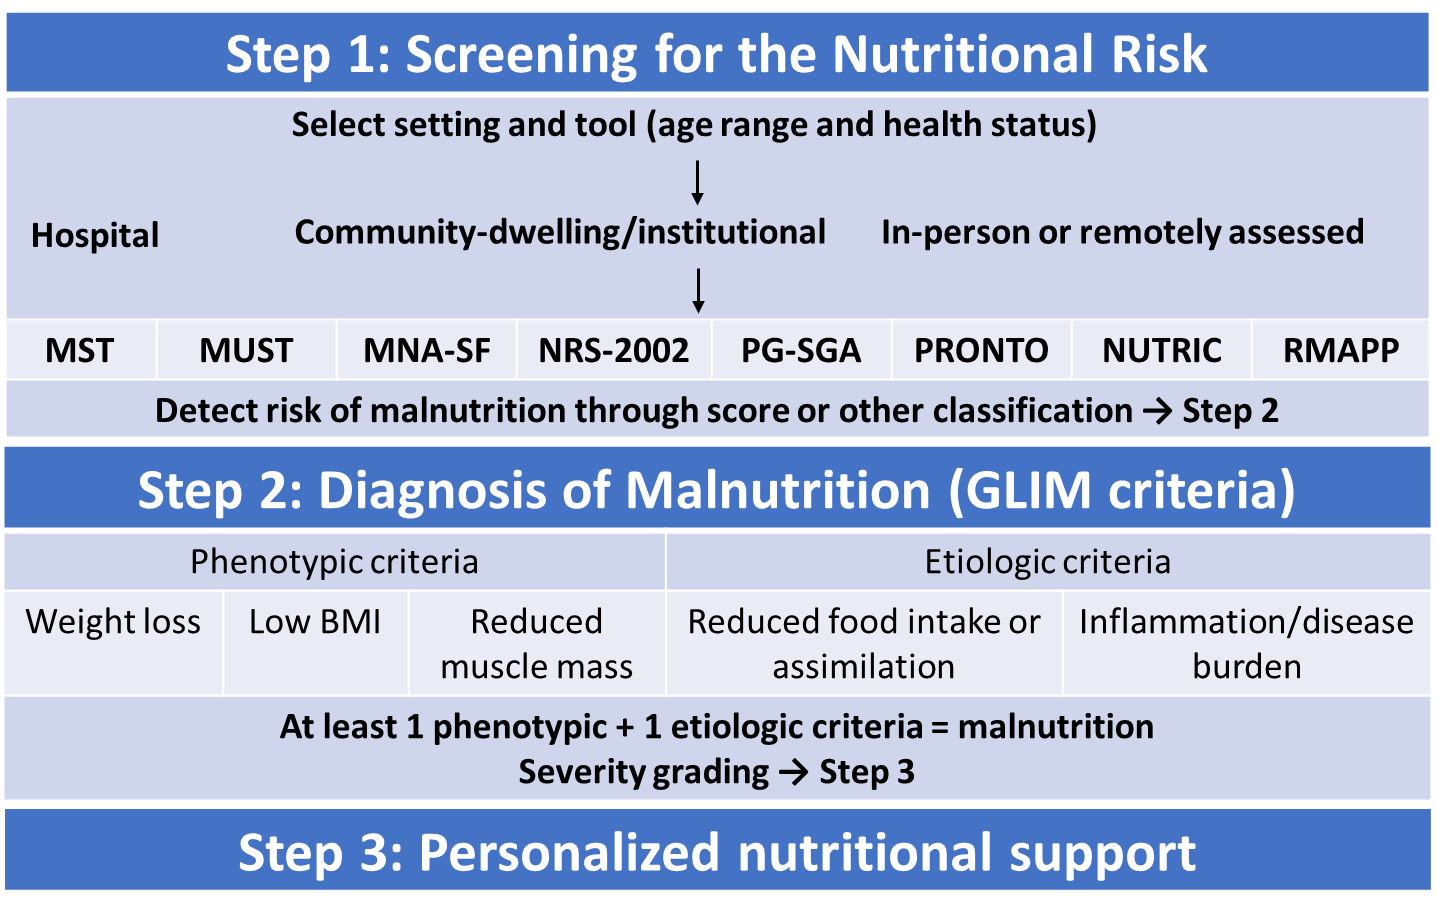 Step 1: Screening for the Nutritional Risk
Select setting and tool (age range and health status)
Hospital
Community-dwelling/institutional
In-person or remotely assessed
MST
MUST
MNA-SF
NRS-2002
PG-SGA
PRONTO
NUTRIC
RMAPP
Detect risk of malnutrition through score or other classification → Step 2
Step 2: Diagnosis of Malnutrition (GLIM criteria)
Phenotypic criteria
Etiologic criteria
Weight loss
Low BMI
Reduced
muscle mass
Reduced food intake or
assimilation
Inflammation/disease
burden
At least 1 phenotypic + 1 etiologic criteria = malnutrition
Severity grading → Step 3
Step 3: Personalized nutritional support